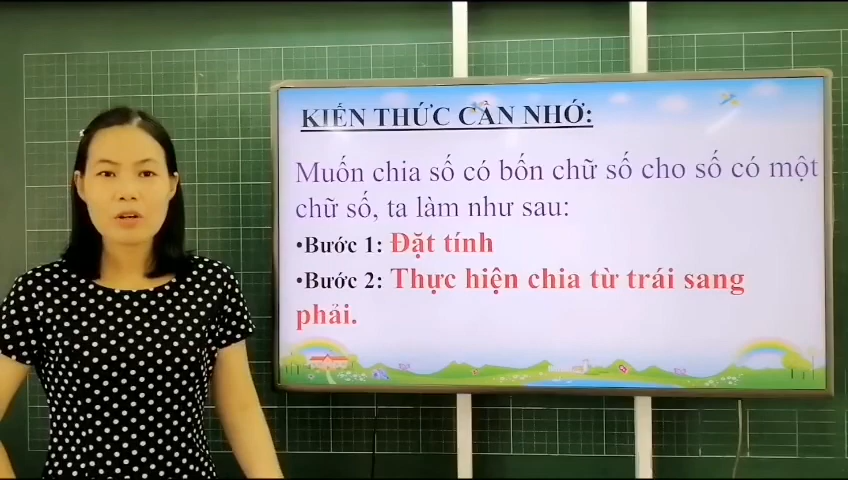 KIẾN THỨC CẦN NHỚ:
Muốn chia số có bốn chữ số cho số có một
chữ số, ta làm như sau:
•Bước 1: Đặt tính
•Bước 2: Thực hiện chia từ trái sang
phải.